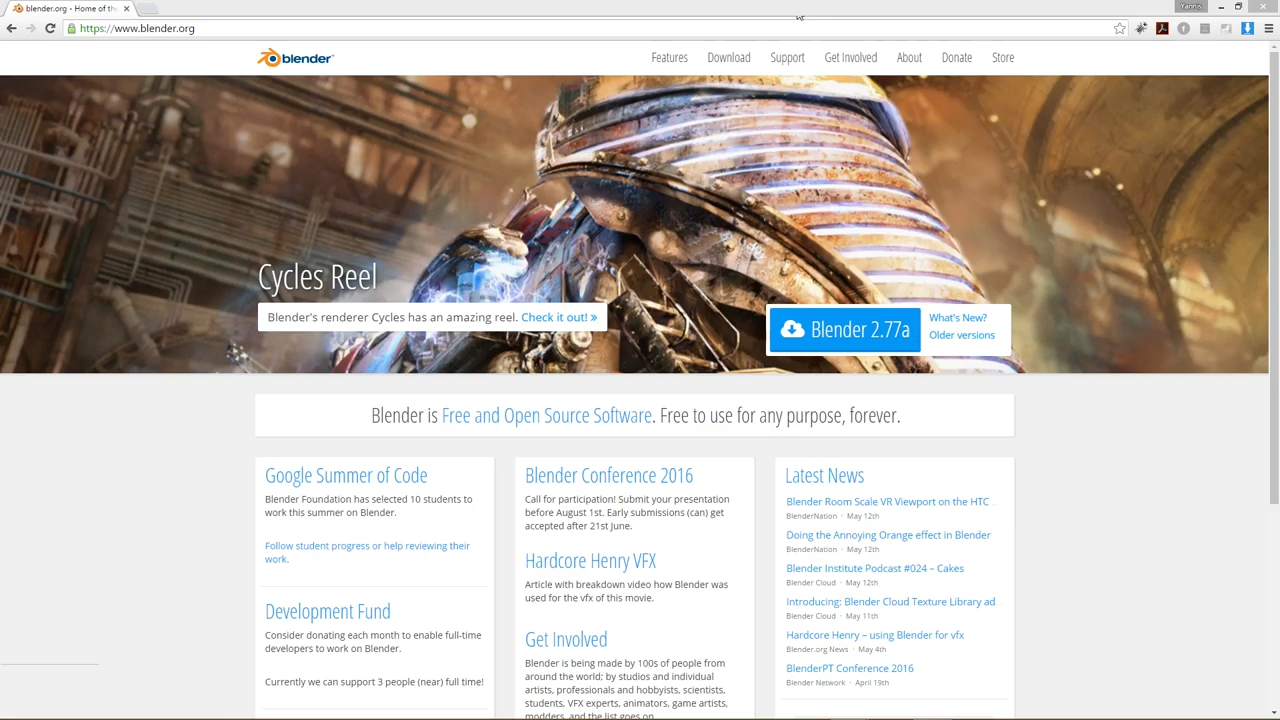 blender.org - Home of the
Yannis
https://www.blender.org
blender
Features
Download
Support
Get Involved
About
Donate
Store
Cycles Reel
Blender's renderer Cycles has an amazing reel. Check it out! »
Blender 2.77a
What's New?
Older versions
Blender is Free and Open Source Software. Free to use for any purpose, forever.
Google Summer of Code
Blender Foundation has selected 10 students to
work this summer on Blender.
Follow student progress or help reviewing their
work.
Development Fund
Consider donating each month to enable full-time
developers to work on Blender.
Currently we can support 3 people (near) full time!
Blender Conference 2016
Call for participation! Submit your presentation
before August 1st. Early submissions (can) get
accepted after 21st June.
Hardcore Henry VFX
Article with breakdown video how Blender was
used for the vfx of this movie.
Get Involved
Blender is being made by 100s of people from
around the world; by studios and individual
artists, professionals and hobbyists, scientists,
students, VFX experts, animators, game artists,
modders, and the list goes on.
Latest News
Blender Room Scale VR Viewport on the HTC ...
BlenderNation · May 12th
Doing the Annoying Orange effect in Blender
BlenderNation · May 12th
Blender Institute Podcast #024 – Cakes
Blender Cloud · May 12th
Introducing: Blender Cloud Texture Library ad
Blender Cloud · May 11th
Hardcore Henry – using Blender for vfx
Blender.org News · May 4th
BlenderPT Conference 2016
Blender Network · April 19th